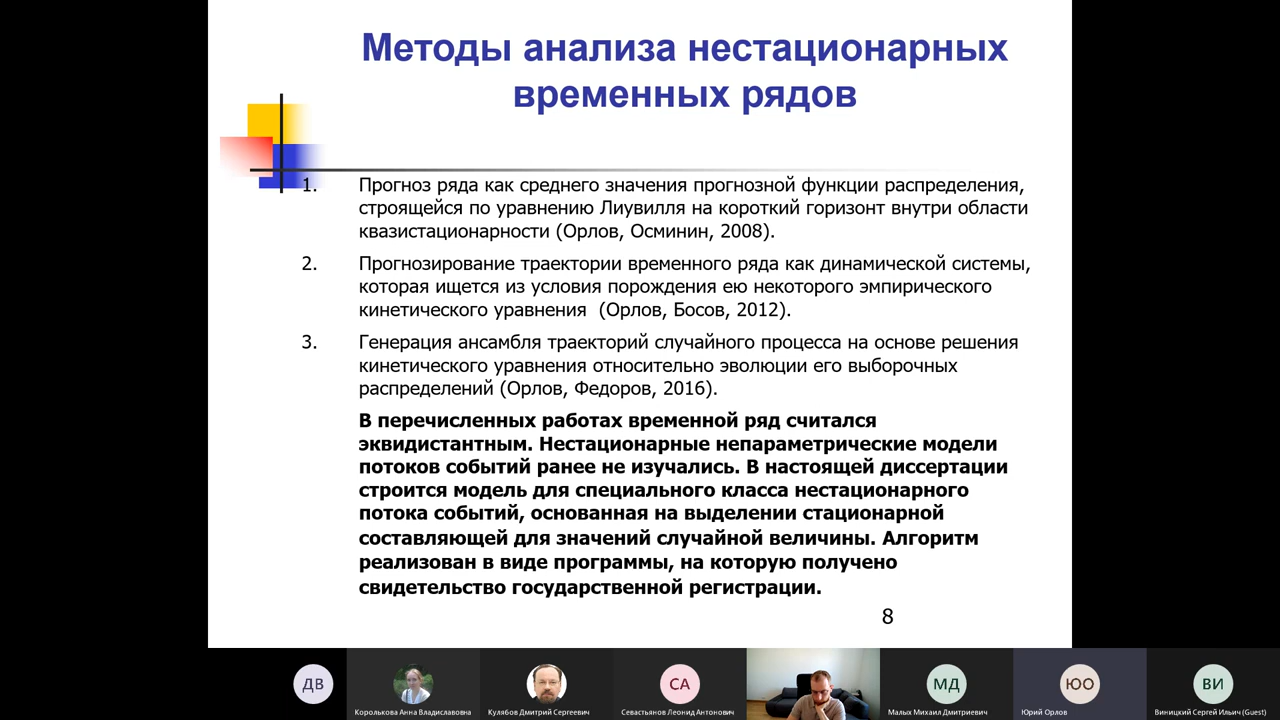 Методы анализа нестационарных
временных рядов
1. Прогноз ряда как среднего значения прогнозной функции распределения,
строящейся по уравнению Лиувилля на короткий горизонт внутри области
квазистационарности (Орлов, Осминин, 2008).
2. Прогнозирование траектории временного ряда как динамической системы,
которая ищется из условия порождения ею некоторого эмпирического
кинетического уравнения (Орлов, Босов, 2012).
3. Генерация ансамбля траекторий случайного процесса на основе решения
кинетического уравнения относительно эволюции его выборочных
распределений (Орлов, Федоров, 2016).
В перечисленных работах временной ряд считался
эквидистантным. Нестационарные непараметрические модели
потоков событий ранее не изучались. В настоящей диссертации
строится модель для специального класса нестационарного
потока событий, основанная на выделении стационарной
составляющей для значений случайной величины. Алгоритм
реализован в виде программы, на которую получено
свидетельство государственной регистрации.
8
ДВ
СА
МД
ЮО
ВИ
Королькова Анна Владиславовна
Кулябов Дмитрий Сергеевич
Севастьянов Леонид Антонович
Малых Михаил Дмитриевич
Юрий Орлов
Виницкий Сергей Ильич (Guest)